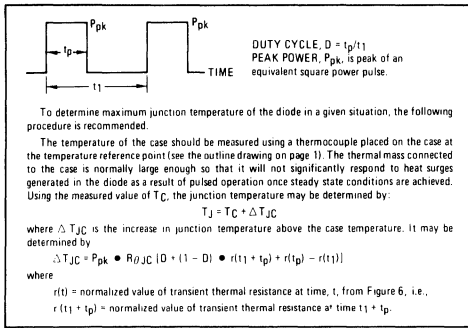 Ppk
Ppk
tp
TIME
t1
DUTY CYCLE, D = tp/t1
PEAK POWER, Ppk, is peak of an
equivalent square power pulse.
To determine maximum junction temperature of the diode in a given situation, the following
procedure is recommended.
The temperature of the case should be measured using a thermocouple placed on the case at
the temperature reference point (see the outline drawing on page 1). The thermal mass connected
to the case is normally large enough so that it will not significantly respond to heat surges
generated in the diode as a result of pulsed operation once steady state conditions are achieved.
Using the measured value of TC, the junction temperature may be determined by:
TJ = TC + △TJC
where △TJC is the increase in junction temperature above the case temperature. It may be
determined by
△TJC = Ppk ● RθJC [D + (1 − D) ● r(t1 + tp) + r(tp) − r(t1)]
where
r(t) = normalized value of transient thermal resistance at time, t, from Figure 6, i.e.,
r (t1 + tp) = normalized value of transient thermal resistance at time t1 + tp.